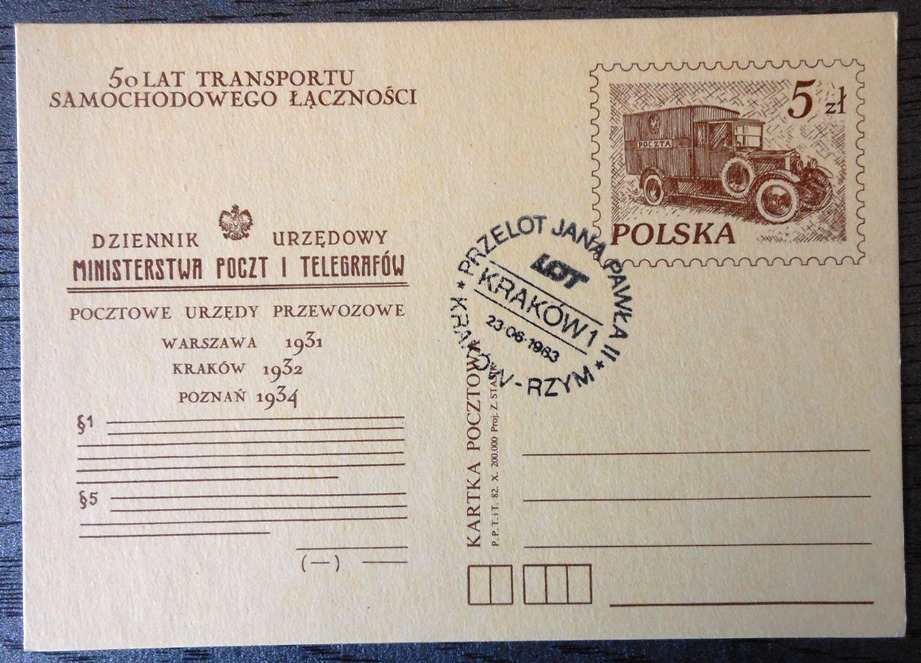 50 LAT TRANSPORTU
SAMOCHODOWEGO ŁĄCZNOŚCI
5 zł
POCZTA
POLSKA
DZIENNIK URZĘDOWY
MINISTERSTWA POCZT I TELEGRAFÓW
POCZTOWE URZĘDY PRZEWOZOWE
WARSZAWA 1931
KRAKÓW 1932
POZNAŃ 1934
§1
§5
(—)
* PRZELOT JANA PAWŁA II *
LOT
KRAKÓW 1
23·06·1983
KRAKÓW - RZYM
KARTKA POCZTOWA
P.P.T.iT. 82. X. 200.000 Proj. Z. STASIK